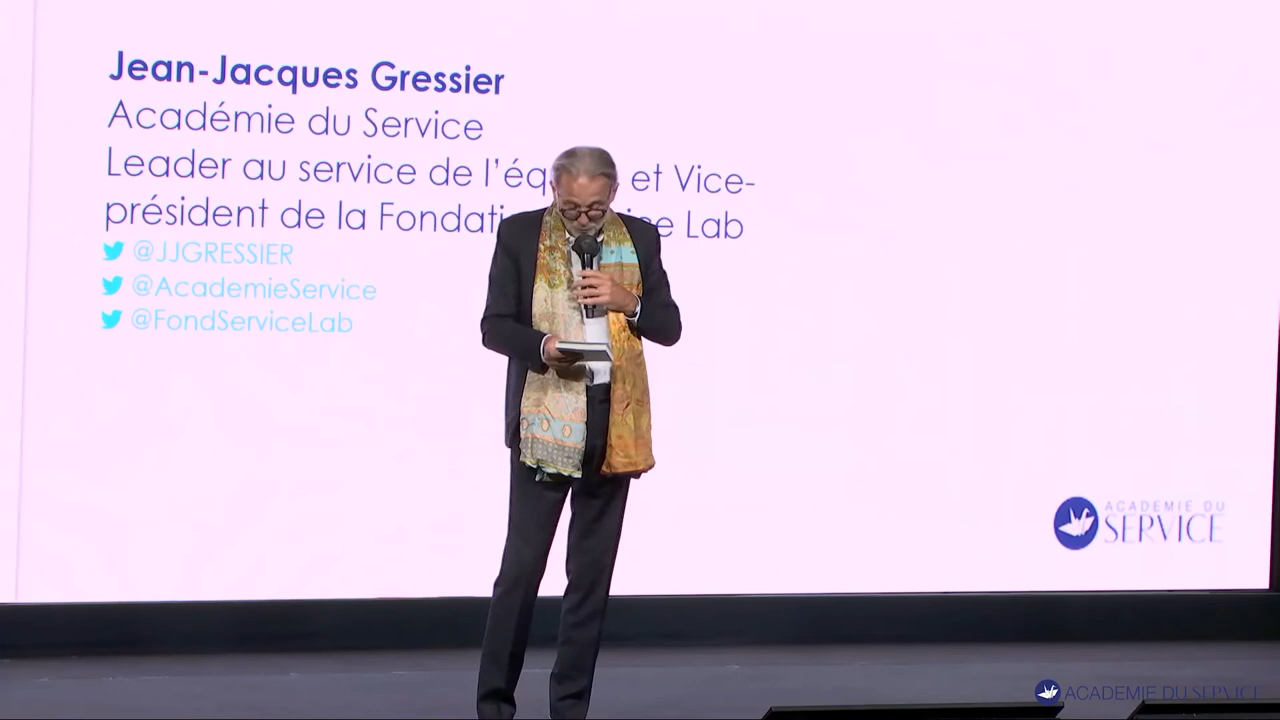 Jean-Jacques Gressier
Académie du Service
Leader au service de l'éq et Vice-
président de la Fondati ce Lab
@JJGRESSIER
@AcademieService
@FondServiceLab
ACADEMIE DU
SERVICE
ACADEMIE DU SERVICE